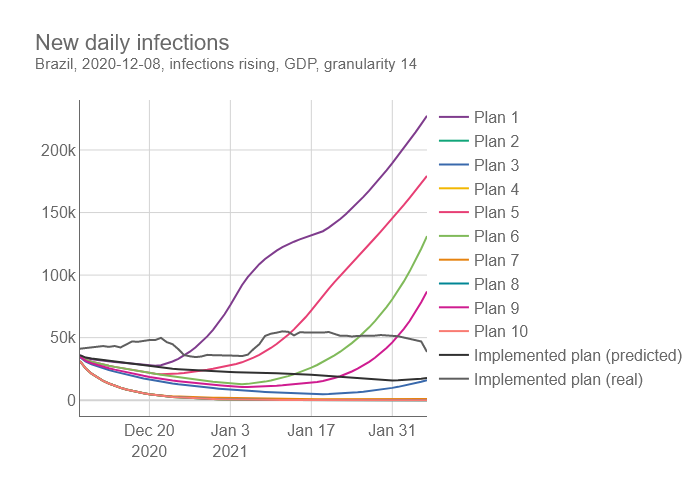 New daily infections
Brazil, 2020-12-08, infections rising, GDP, granularity 14
200k
150k
100k
50k
0
Dec 20
2020
Jan 3
2021
Jan 17
Jan 31
Plan 1
Plan 2
Plan 3
Plan 4
Plan 5
Plan 6
Plan 7
Plan 8
Plan 9
Plan 10
Implemented plan (predicted)
Implemented plan (real)